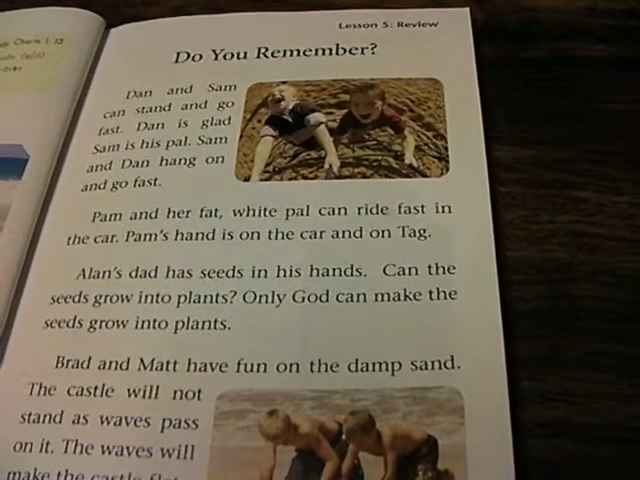 Lesson 5: Review
Do You Remember?
Dan and Sam
can stand and go
fast. Dan is glad
Sam is his pal. Sam
and Dan hang on
and go fast.
Pam and her fat, white pal can ride fast in
the car. Pam's hand is on the car and on Tag.
Alan's dad has seeds in his hands. Can the
seeds grow into plants? Only God can make the
seeds grow into plants.
Brad and Matt have fun on the damp sand.
The castle will not
stand as waves pass
on it. The waves will
make the castle flat